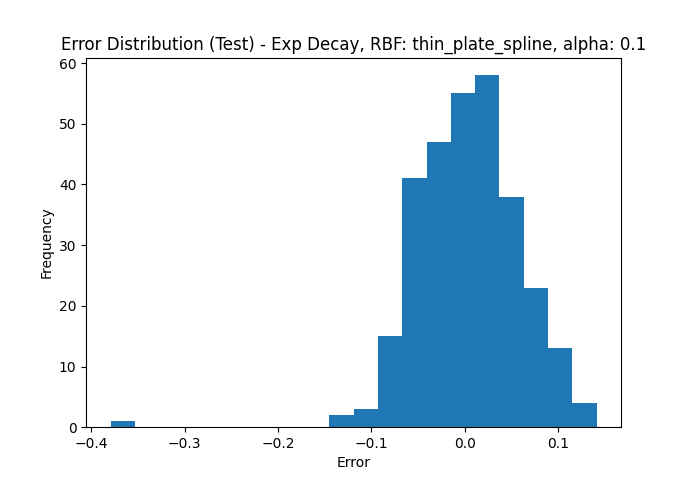 Error Distribution (Test) - Exp Decay, RBF: thin_plate_spline, alpha: 0.1
60
50
40
30
20
10
0
Frequency
−0.4 −0.3 −0.2 −0.1 0.0 0.1
Error